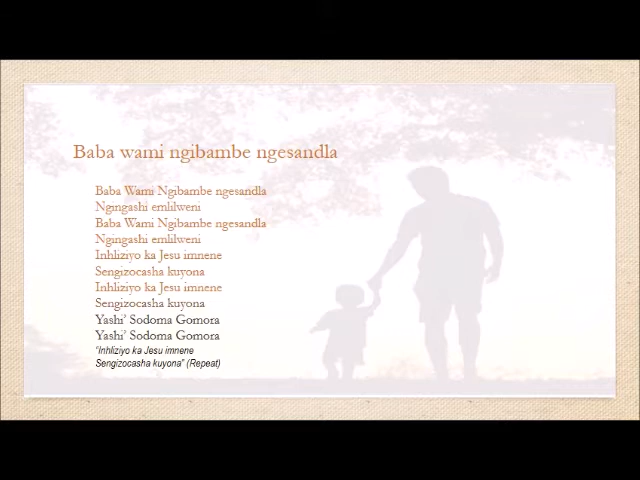 Baba wami ngibambe ngesandla
Baba Wami Ngibambe ngesandla
Ngingashi emlilweni
Baba Wami Ngibambe ngesandla
Ngingashi emlilweni
Inhliziyo ka Jesu imnene
Sengizocasha kuyona
Inhliziyo ka Jesu imnene
Sengizocasha kuyona
Yashi’ Sodoma Gomora
Yashi’ Sodoma Gomora
“Inhliziyo ka Jesu imnene
Sengizocasha kuyona” (Repeat)